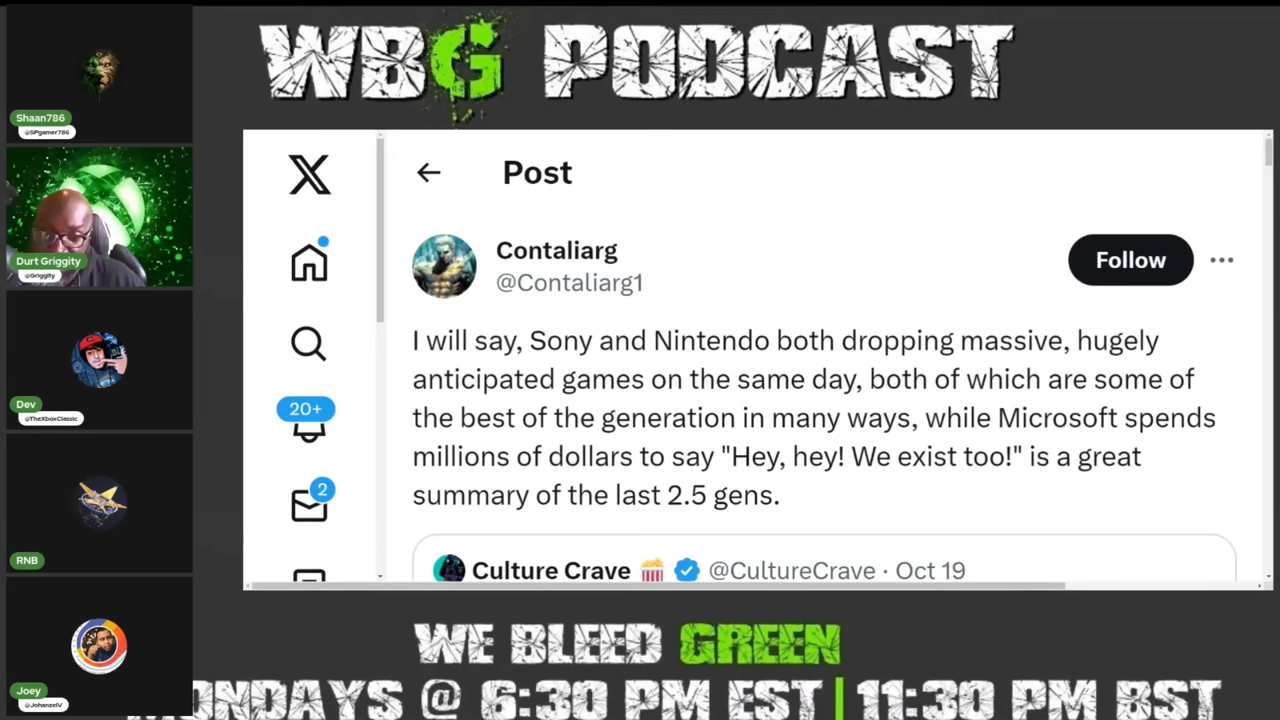 WBG PODCAST
Shaan786
@SPgamer786
Durt Griggity
@Griggity
Dev
@TheXboxClassic
RNB
Joey
@JohanzelV
X
Post
Contaliarg
@Contaliarg1
Follow
20+
2
I will say, Sony and Nintendo both dropping massive, hugely
anticipated games on the same day, both of which are some of
the best of the generation in many ways, while Microsoft spends
millions of dollars to say "Hey, hey! We exist too!" is a great
summary of the last 2.5 gens.
Culture Crave 🍿 @CultureCrave · Oct 19
WE BLEED GREEN
MONDAYS @ 6:30 PM EST | 11:30 PM BST